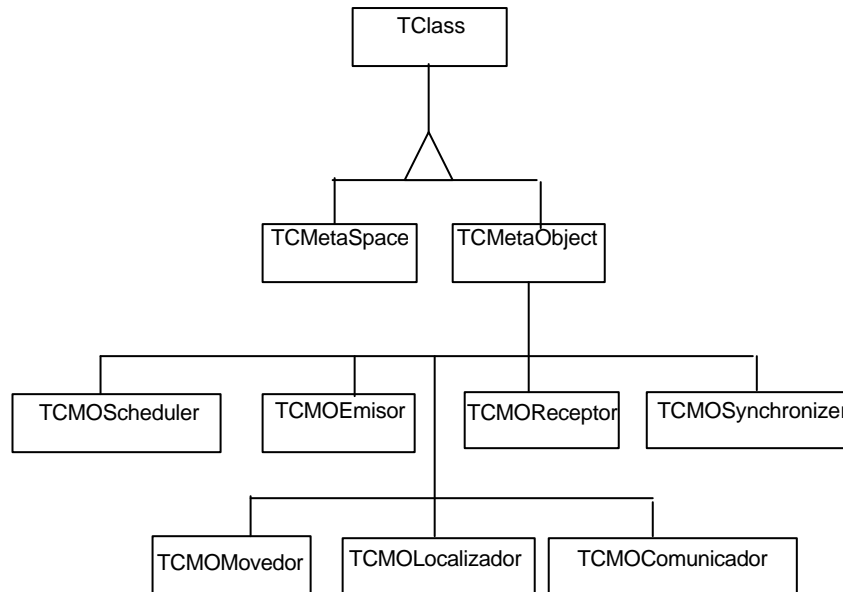 TClass
TCMetaSpace
TCMetaObject
TCMOScheduler
TCMOEmisor
TCMOReceptor
TCMOSynchronizer
TCMOMovedor
TCMOLocalizador
TCMOComunicador